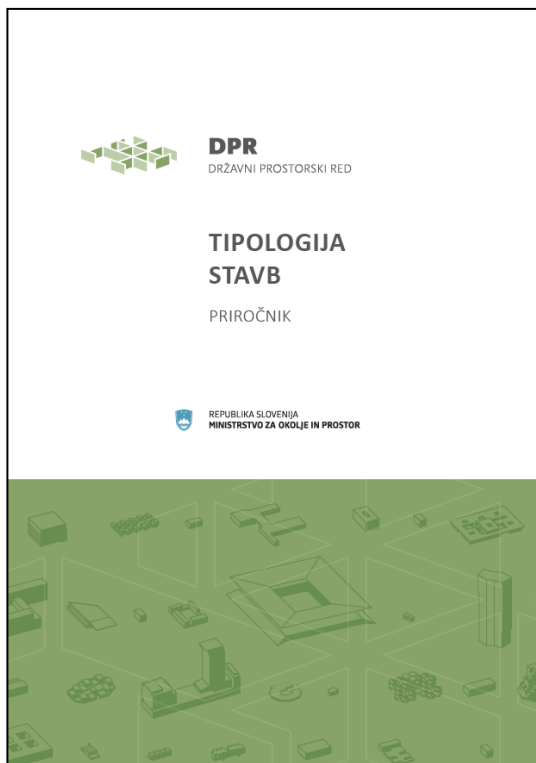 DPR
DRŽAVNI PROSTORSKI RED
TIPOLOGIJA
STAVB
PRIROČNIK
REPUBLIKA SLOVENIJA
MINISTRSTVO ZA OKOLJE IN PROSTOR